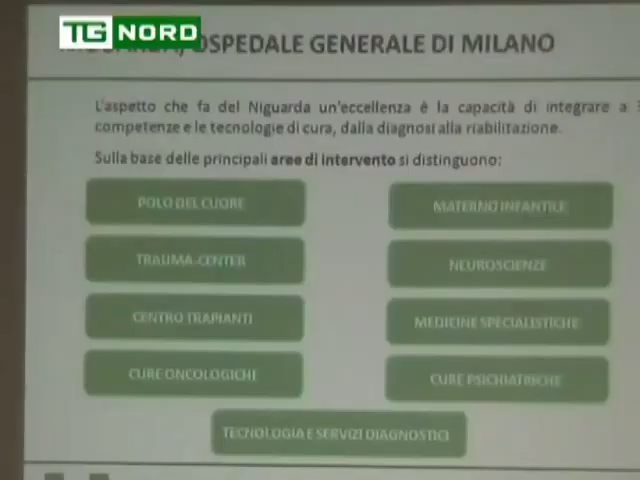 TG NORD
OSPEDALE GENERALE DI MILANO
L'aspetto che fa del Niguarda un'eccellenza è la capacità di integrare a
competenze e le tecnologie di cura, dalla diagnosi alla riabilitazione.
Sulla base delle principali aree di intervento si distinguono:
POLO DEL CUORE
MATERNO INFANTILE
TRAUMA-CENTER
NEUROSCIENZE
CENTRO TRAPIANTI
MEDICINE SPECIALISTICHE
CURE ONCOLOGICHE
CURE PSICHIATRICHE
TECNOLOGIA E SERVIZI DIAGNOSTICI